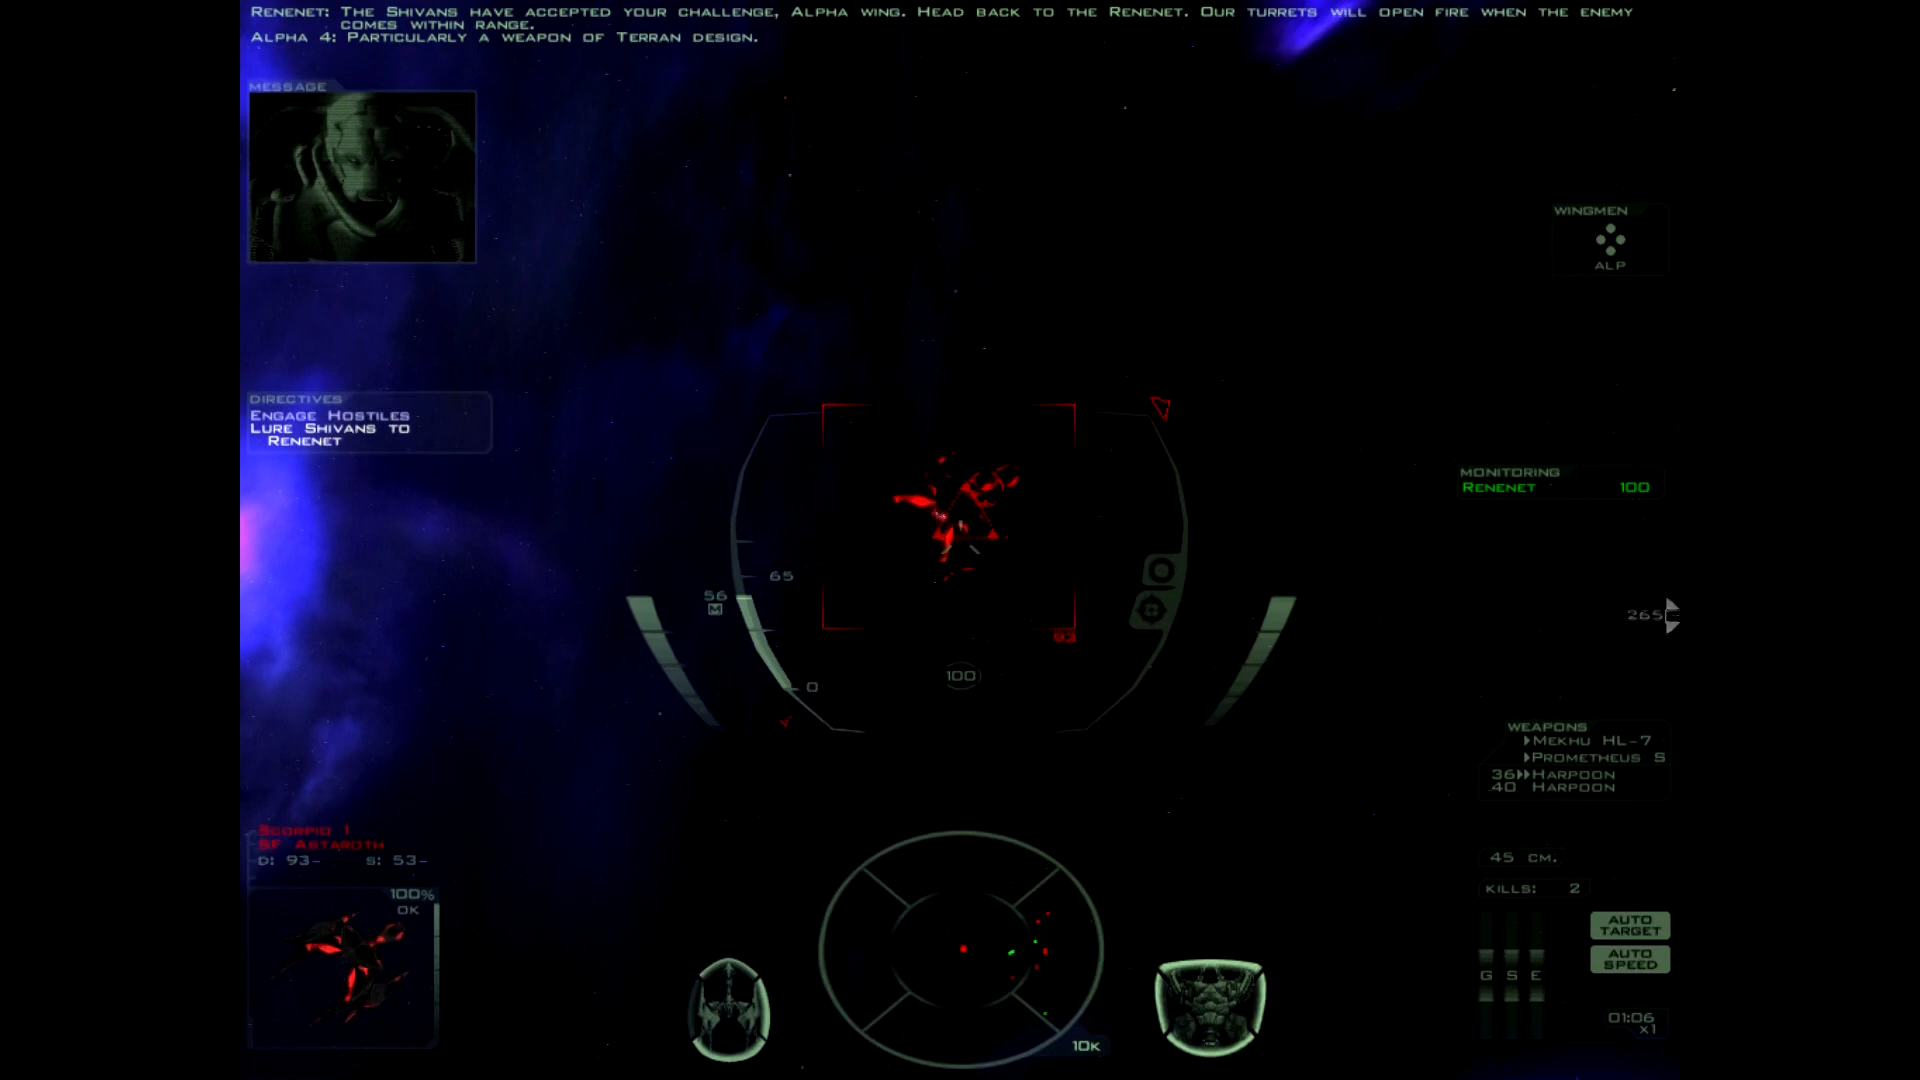 Renenet: The Shivans have accepted your challenge, Alpha wing. Head back to the Renenet. Our turrets will open fire when the enemy
comes within range.
Alpha 4: Particularly a weapon of Terran design.
MESSAGE
WINGMEN
ALP
DIRECTIVES
Engage Hostiles
Lure Shivans to
Renenet
MONITORING
Renenet 100
65
56
M
0
93
100
265
WEAPONS
Mekhu HL-7
Prometheus S
36 Harpoon
40 Harpoon
Scorpio 1
SF Astaroth
D: 93- S: 53-
100%
OK
45 CM.
KILLS: 2
AUTO
TARGET
AUTO
SPEED
G S E
01:06
x1
10K